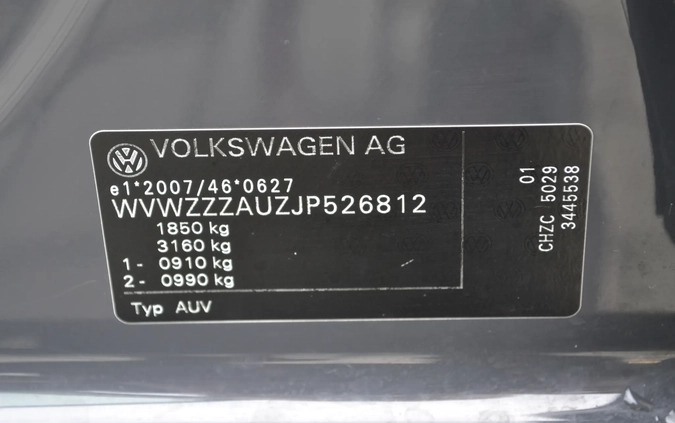 VOLKSWAGEN AG
e1*2007/46*0627
WVWZZZAUZJP526812
1850 kg
3160 kg
1- 0910 kg
2- 0990 kg
Typ AUV
01
CHZC 5029
3445538